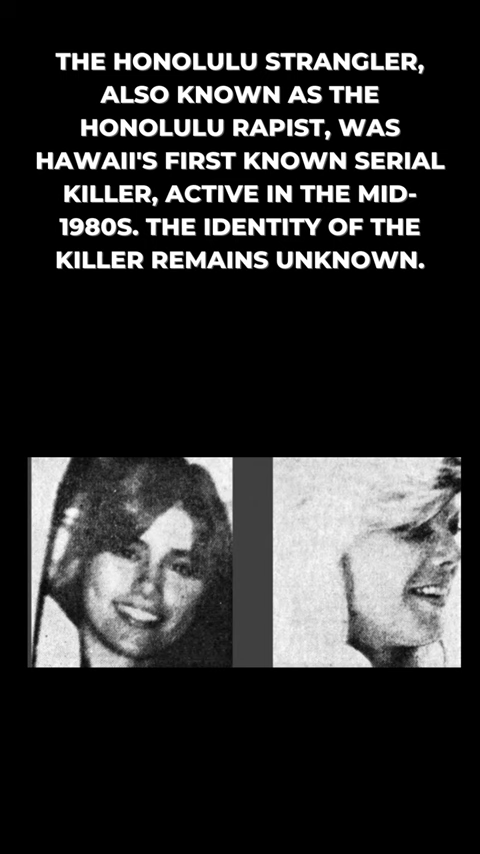 THE HONOLULU STRANGLER,
ALSO KNOWN AS THE
HONOLULU RAPIST, WAS
HAWAII'S FIRST KNOWN SERIAL
KILLER, ACTIVE IN THE MID-
1980S. THE IDENTITY OF THE
KILLER REMAINS UNKNOWN.